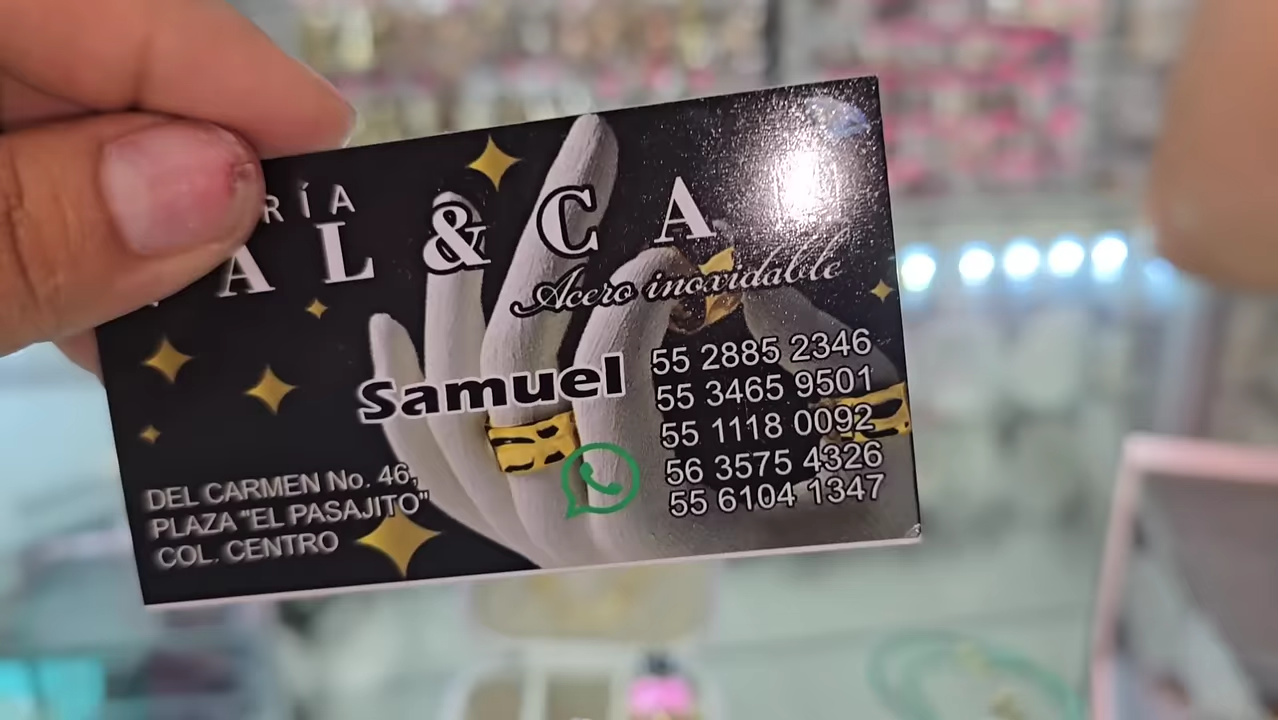 RÍA
AL & CA
Acero inoxidable
Samuel
55 2885 2346
55 3465 9501
55 1118 0092
56 3575 4326
55 6104 1347
DEL CARMEN No. 46,
PLAZA "EL PASAJITO"
COL. CENTRO